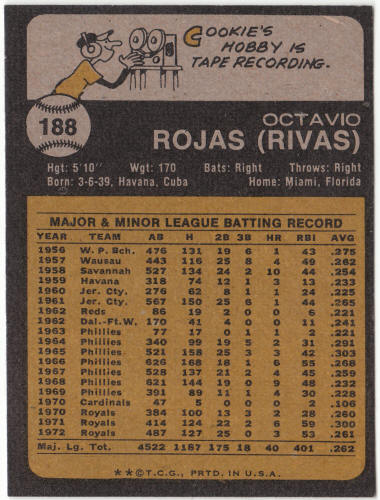 COOKIE'S
HOBBY IS
TAPE RECORDING.
188
OCTAVIO
ROJAS (RIVAS)
Hgt: 5'10" Wgt: 170 Bats: Right Throws: Right
Born: 3-6-39, Havana, Cuba Home: Miami, Florida
MAJOR & MINOR LEAGUE BATTING RECORD
YEAR TEAM AB H 2B 3B HR RBI AVG
1956 W. P. Bch. 476 131 19 6 1 43 .275
1957 Wausau 443 116 25 8 4 49 .262
1958 Savannah 527 134 24 2 10 44 .254
1959 Havana 318 74 12 1 3 13 .233
1960 Jer. Cty. 536 120 14 2 1 24 .225
1961 Jer. Cty. 567 150 25 6 1 44 .265
1962 Reds 86 19 2 0 0 6 .221
1962 Dal.-Ft.W. 170 41 4 0 0 11 .241
1963 Phillies 77 17 0 1 1 2 .221
1964 Phillies 340 99 19 5 2 31 .291
1965 Phillies 521 158 25 3 3 42 .303
1966 Phillies 626 168 18 1 6 55 .268
1967 Phillies 528 137 21 2 4 45 .259
1968 Phillies 621 144 19 0 9 48 .232
1969 Phillies 391 89 11 1 4 30 .228
1970 Cardinals 47 5 0 0 0 2 .106
1970 Royals 384 100 13 3 2 28 .260
1971 Royals 414 124 22 2 6 59 .300
1972 Royals 487 127 25 0 3 53 .261
Maj. Lg. Tot. 4522 1187 175 18 40 401 .262
**©T.C.G., PRTD. IN U.S.A.